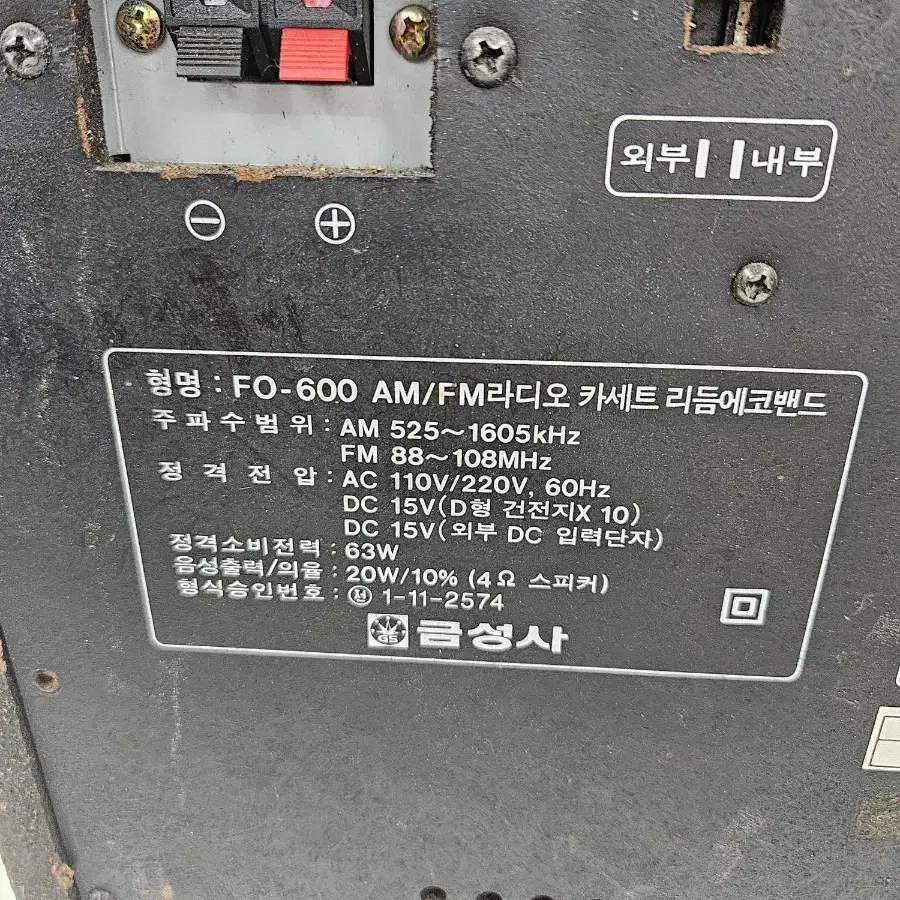 외부 내부
⊖ ⊕
형명 : FO-600 AM/FM라디오 카세트 리듬에코밴드
주파수범위 : AM 525~1605kHz
FM 88~108MHz
정격전압 : AC 110V/220V, 60Hz
DC 15V(D형 건전지X 10)
DC 15V(외부 DC 입력단자)
정격소비전력 : 63W
음성출력/의율 : 20W/10% (4Ω 스피커)
형식승인번호 : ㊛ 1-11-2574
GS 금성사